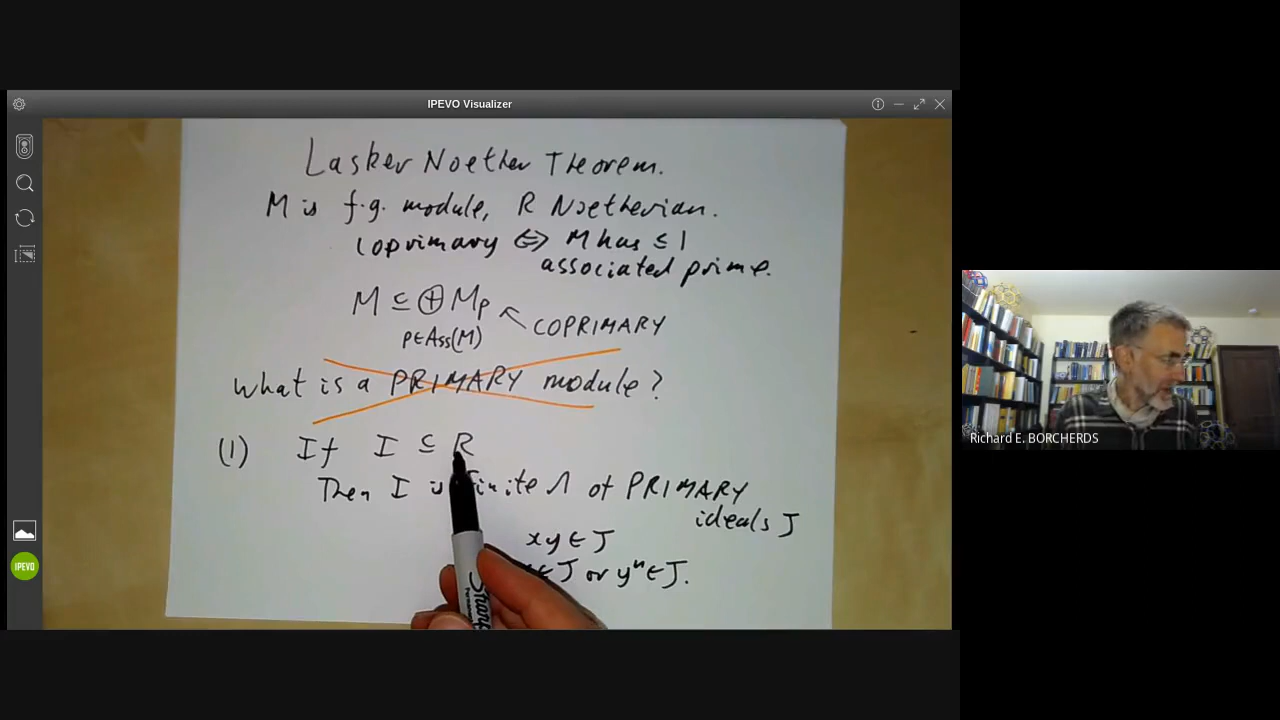 IPEVO Visualizer
Lasker Noether Theorem.
M is f.g. module, R Noetherian.
Coprimary ⇔ M has ≤ 1
associated prime.
M ⊆ ⊕ Mp
COPRIMARY
p∈Ass(M)
What is a PRIMARY module?
(1) If I ⊆ R
Then I is finite ∩ of PRIMARY
ideals J
xy ∈ J
∈ J or yⁿ ∈ J.
Sharp
IPEVO
Richard E. BORCHERDS